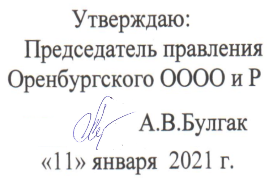 Утверждаю:
Председатель правления
Оренбургского ОООО и Р
А.В.Булгак
«11» января 2021 г.